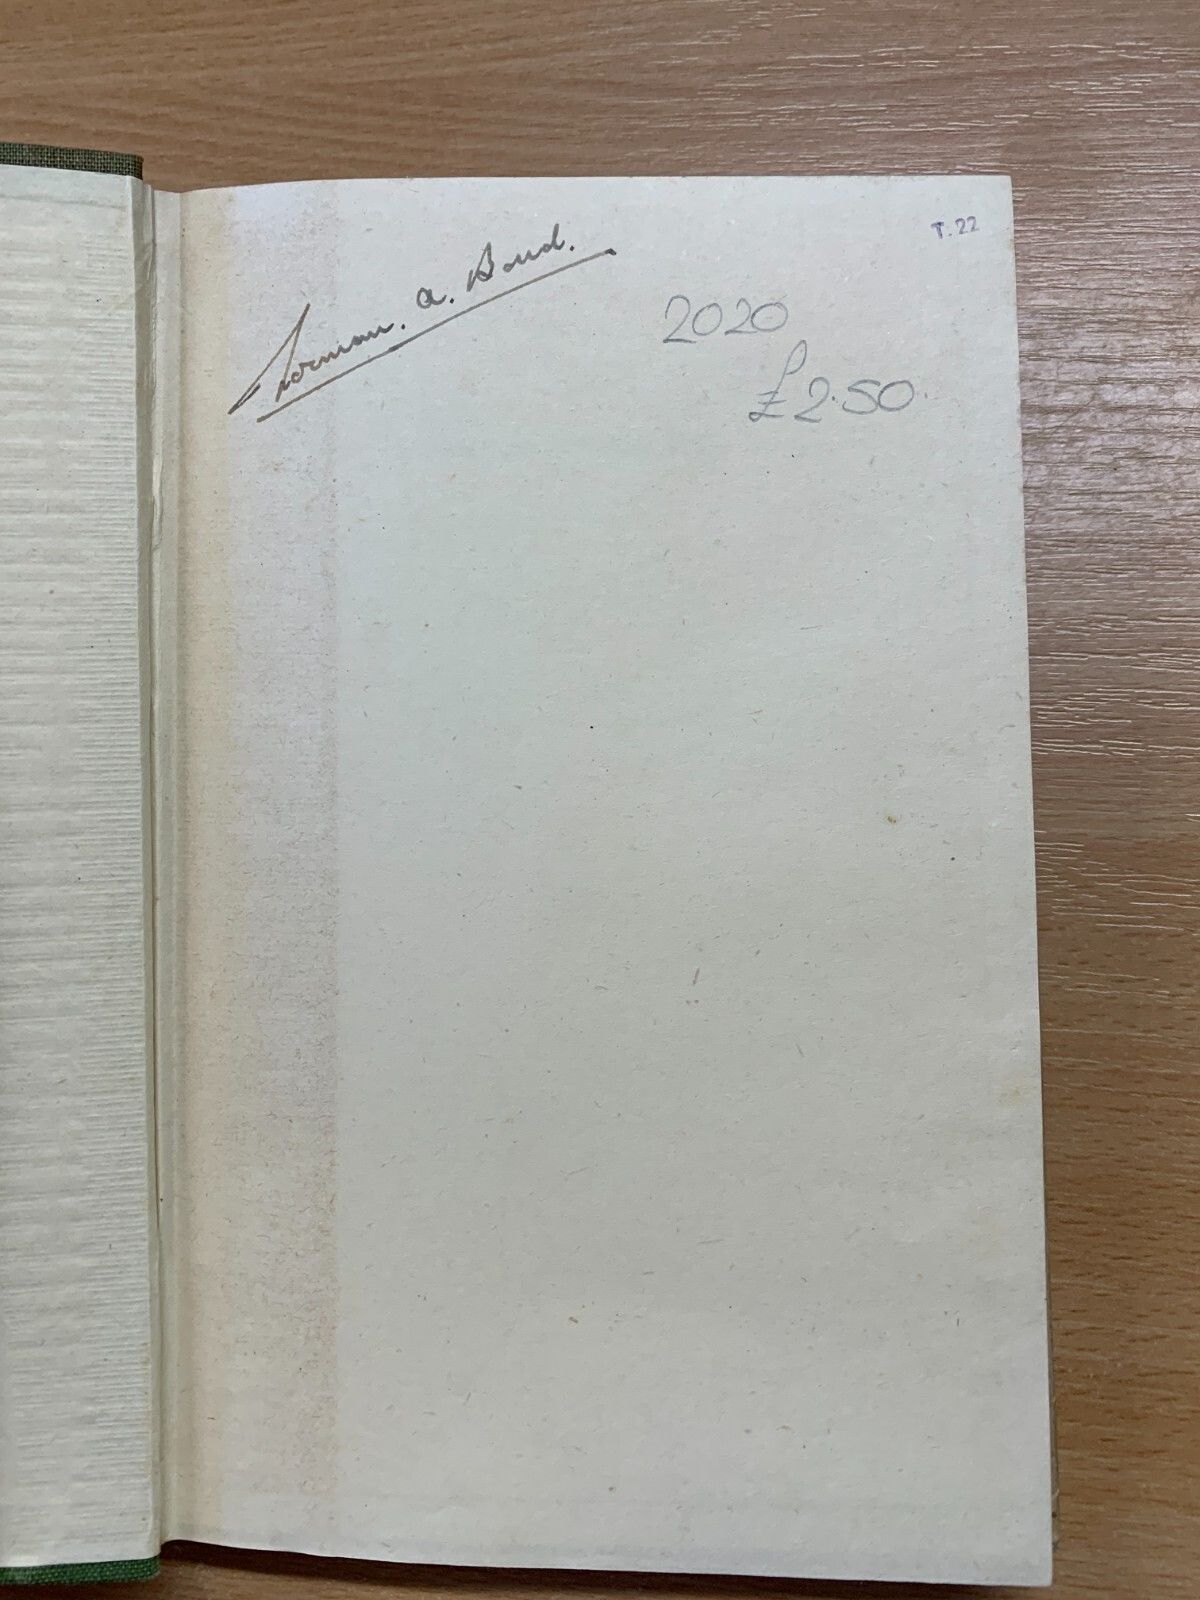 T. 22
Norman. A. Bond.
2020
£2.50.